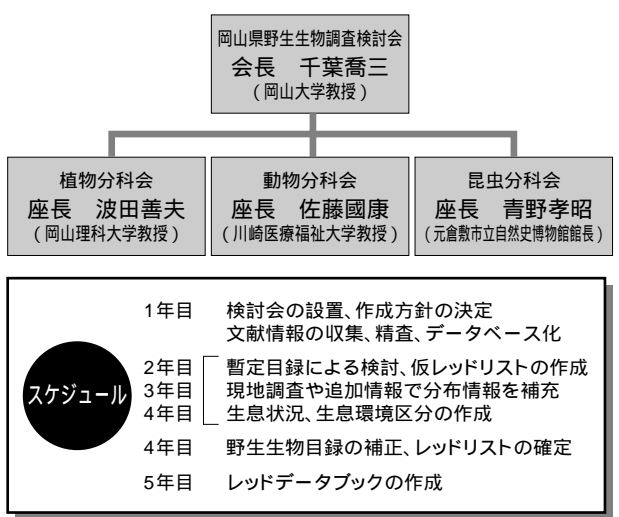 岡山県野生生物調査検討会
会長　千葉喬三
(岡山大学教授)
植物分科会
座長　波田善夫
(岡山理科大学教授)
動物分科会
座長　佐藤國康
(川崎医療福祉大学教授)
昆虫分科会
座長　青野孝昭
(元倉敷市立自然史博物館館長)
スケジュール
1年目　検討会の設置、作成方針の決定
文献情報の収集、精査、データベース化
2年目　暫定目録による検討、仮レッドリストの作成
3年目　現地調査や追加情報で分布情報を補充
4年目　生息状況、生息環境区分の作成
4年目　野生生物目録の補正、レッドリストの確定
5年目　レッドデータブックの作成